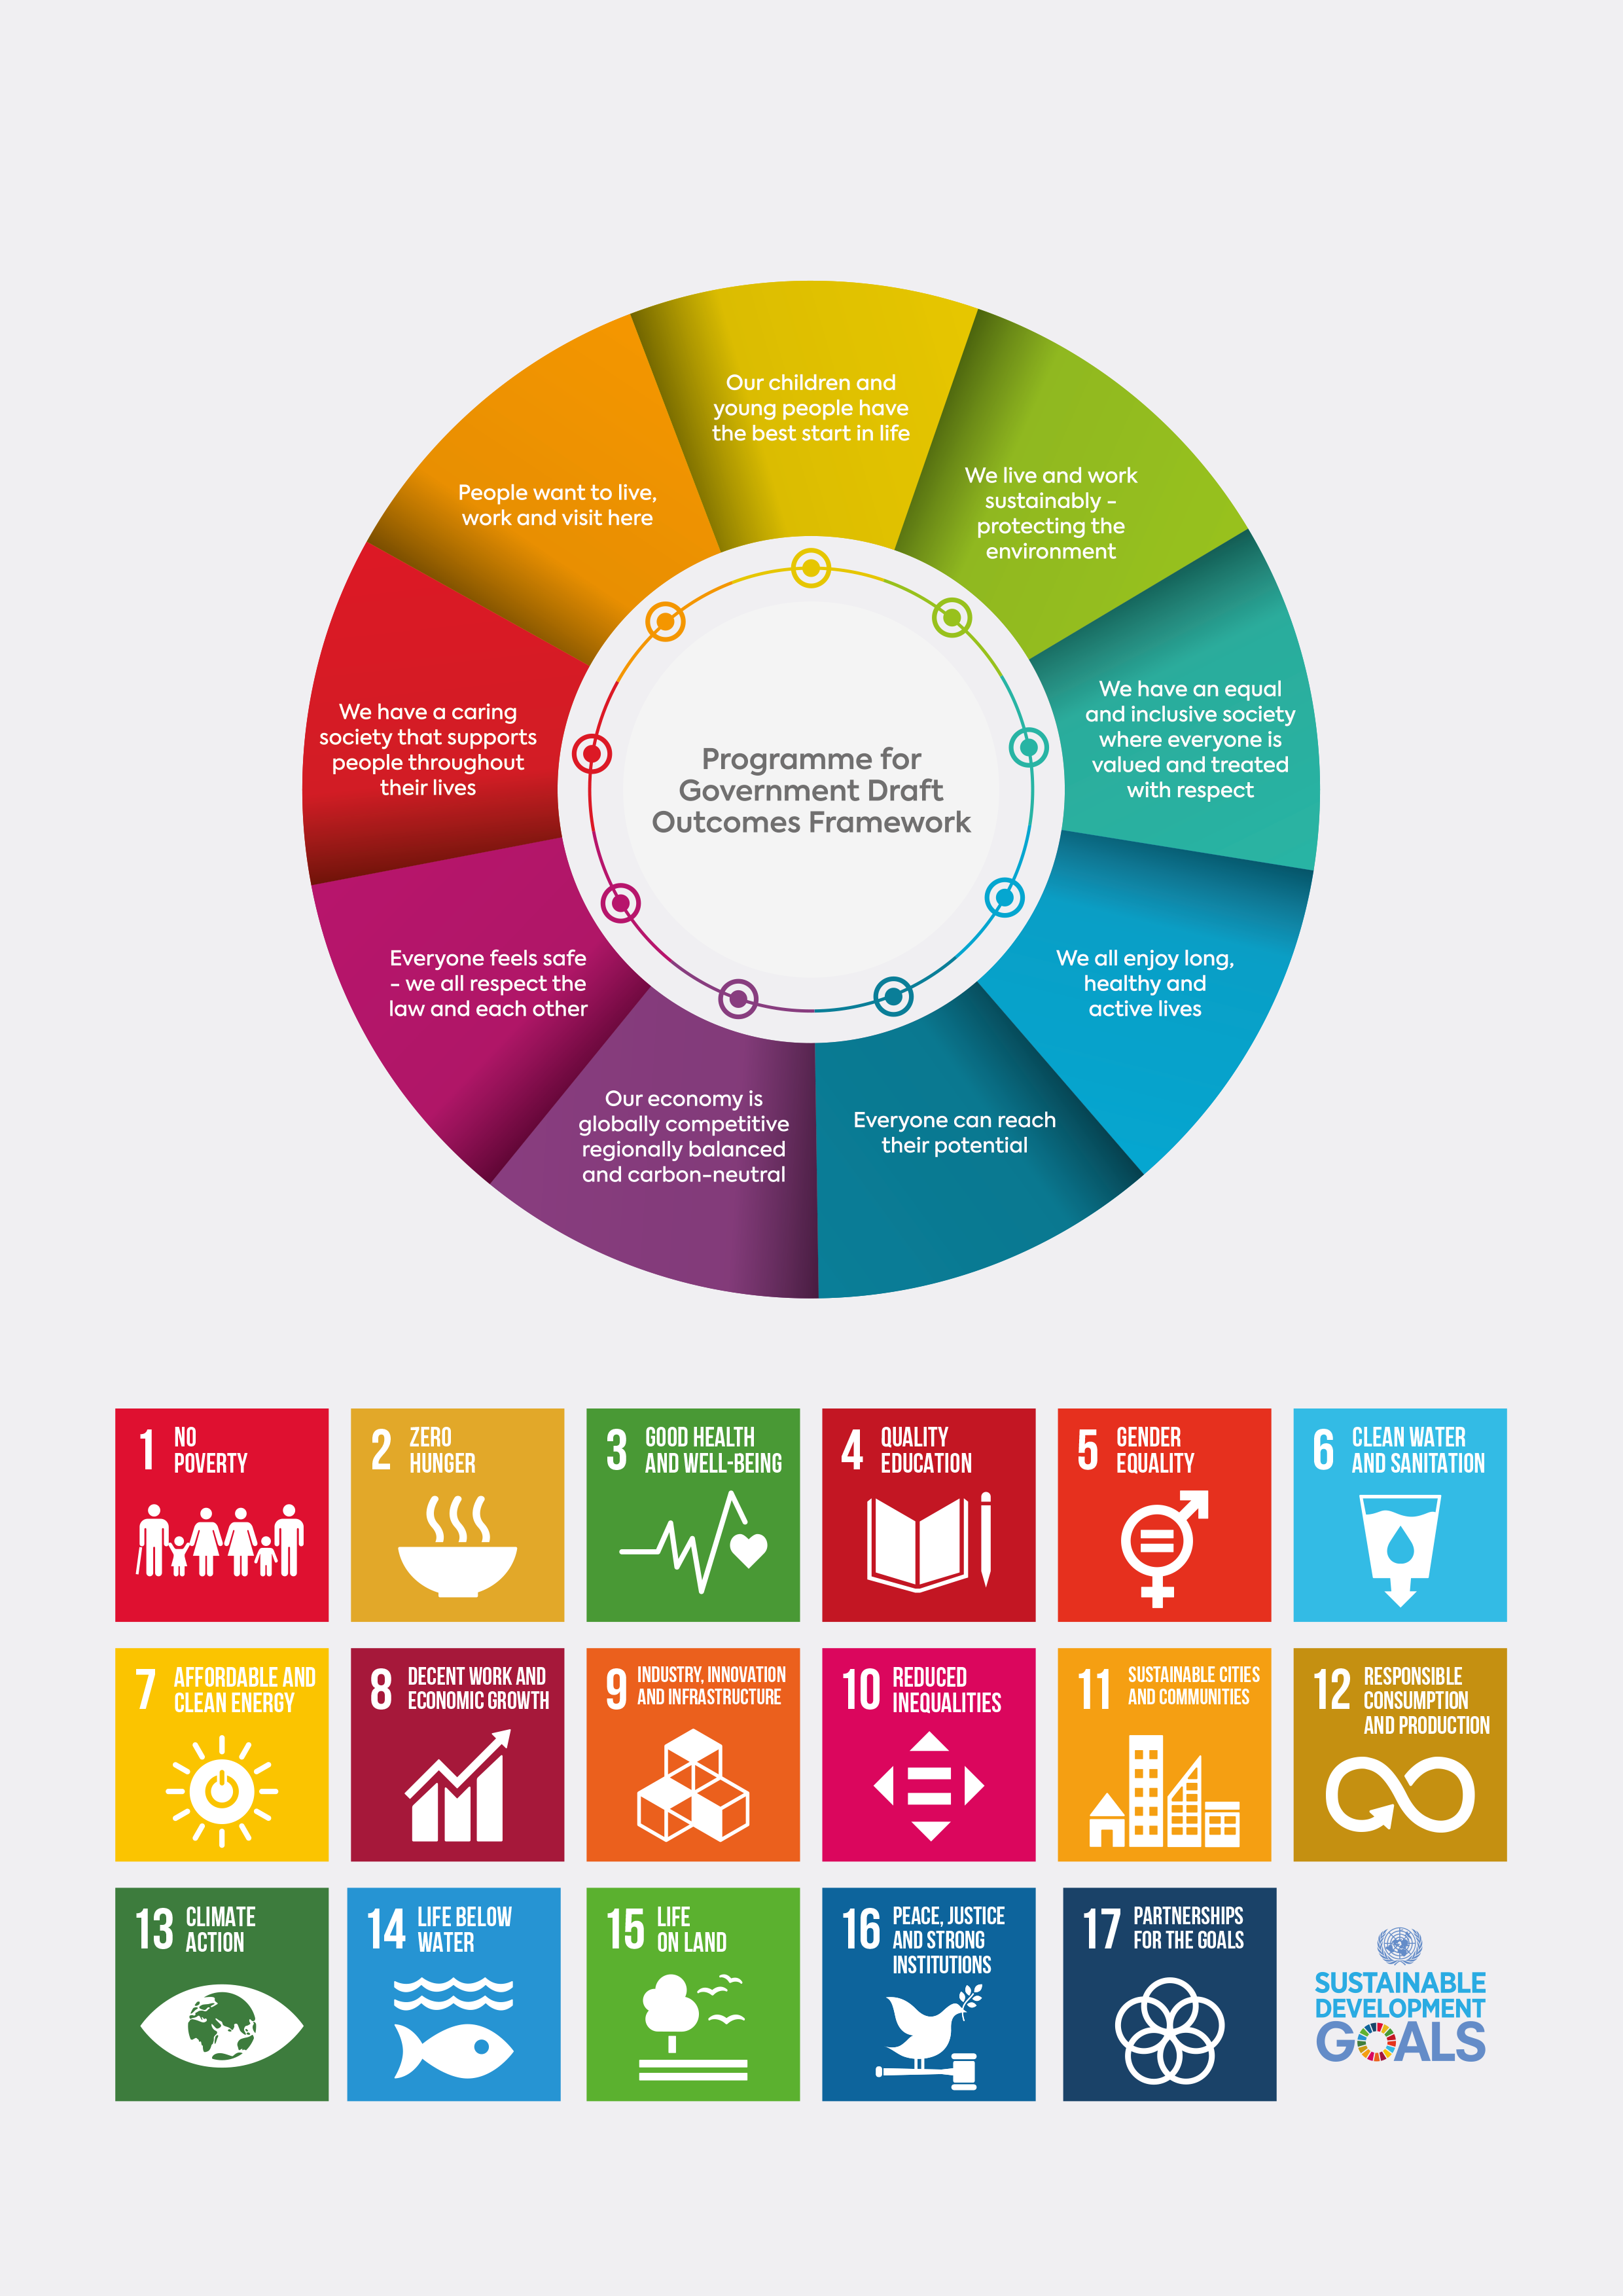 Our children and
young people have
the best start in life
We live and work
sustainably -
protecting the
environment
People want to live,
work and visit here
We have an equal
and inclusive society
where everyone is
valued and treated
with respect
We have a caring
society that supports
people throughout
their lives
Programme for
Government Draft
Outcomes Framework
Everyone feels safe
- we all respect the
law and each other
We all enjoy long,
healthy and
active lives
Our economy is
globally competitive
regionally balanced
and carbon-neutral
Everyone can reach
their potential
1 NO
POVERTY
2 ZERO
HUNGER
3 GOOD HEALTH
AND WELL-BEING
4 QUALITY
EDUCATION
5 GENDER
EQUALITY
6 CLEAN WATER
AND SANITATION
7 AFFORDABLE AND
CLEAN ENERGY
8 DECENT WORK AND
ECONOMIC GROWTH
9 INDUSTRY, INNOVATION
AND INFRASTRUCTURE
10 REDUCED
INEQUALITIES
11 SUSTAINABLE CITIES
AND COMMUNITIES
12 RESPONSIBLE
CONSUMPTION
AND PRODUCTION
13 CLIMATE
ACTION
14 LIFE BELOW
WATER
15 LIFE
ON LAND
16 PEACE, JUSTICE
AND STRONG
INSTITUTIONS
17 PARTNERSHIPS
FOR THE GOALS
SUSTAINABLE
DEVELOPMENT
GOALS